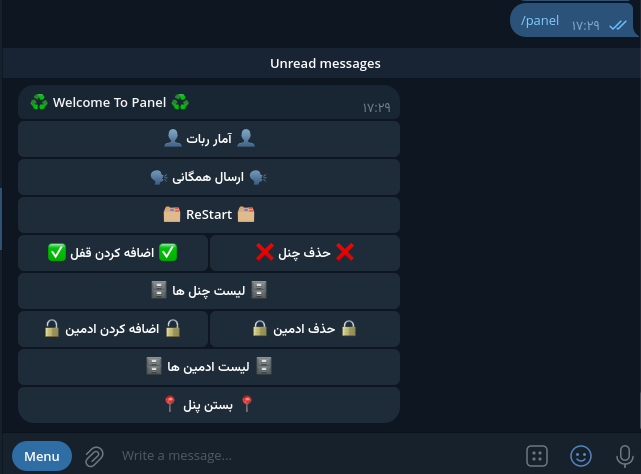 /panel ۱۷:۲۹
Unread messages
♻️ Welcome To Panel ♻️ ۱۷:۲۹
👤 آمار ربات 👤
🗣 ارسال همگانی 🗣
🗂 ReStart 🗂
✅ اضافه کردن قفل ✅
❌ حذف چنل ❌
🗄 لیست چنل ها 🗄
🔓 اضافه کردن ادمین 🔓
🔒 حذف ادمین 🔒
🗄 لیست ادمین ها 🗄
📍 بستن پنل 📍
Menu
Write a message...